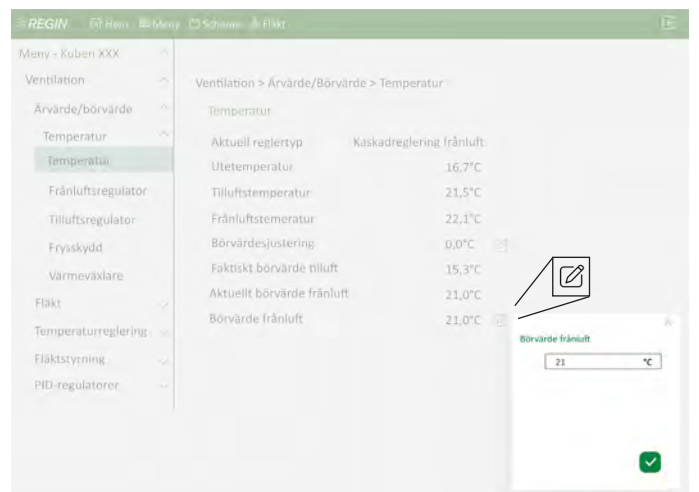 REGIN Hem Meny Schema Fläkt
Meny - Kuben XXX
Ventilation
Ärvärde/börvärde
Temperatur
Temperatur
Frånluftsregulator
Tilluftsregulator
Frysskydd
Värmeväxlare
Fläkt
Temperaturreglering
Fläktstyrning
PID-regulatorer
Ventilation > Ärvärde/Börvärde > Temperatur
Temperatur
Aktuell reglertyp Kaskadreglering frånluft
Utetemperatur 16,7°C
Tilluftstemperatur 21,5°C
Frånluftstemeratur 22,1°C
Börvärdesjustering 0,0°C
Faktiskt börvärde tilluft 15,3°C
Aktuellt börvärde frånluft 21,0°C
Börvärde frånluft 21,0°C
Börvärde frånluft
21 °C